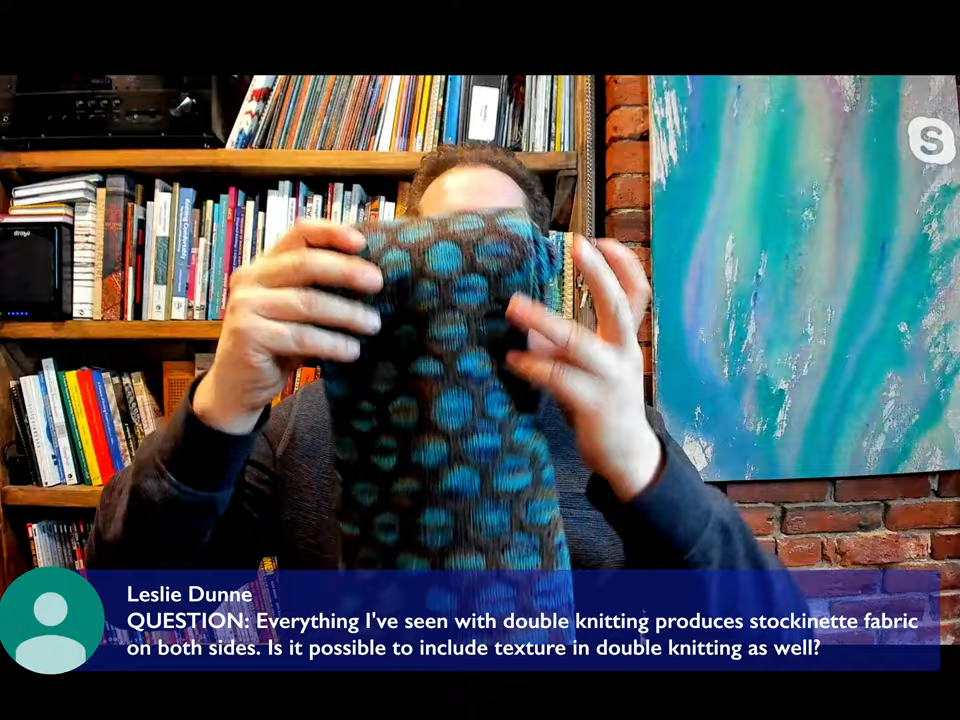 S
Leslie Dunne
QUESTION: Everything I've seen with double knitting produces stockinette fabric
on both sides. Is it possible to include texture in double knitting as well?